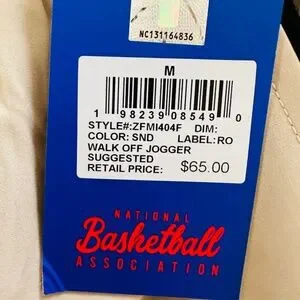 NC131164836
M
1 98239 08549 0
STYLE#:ZFMI404F DIM:
COLOR: SND LABEL:RO
WALK OFF JOGGER
SUGGESTED
RETAIL PRICE: $65.00
NATIONAL
Basketball
ASSOCIATION